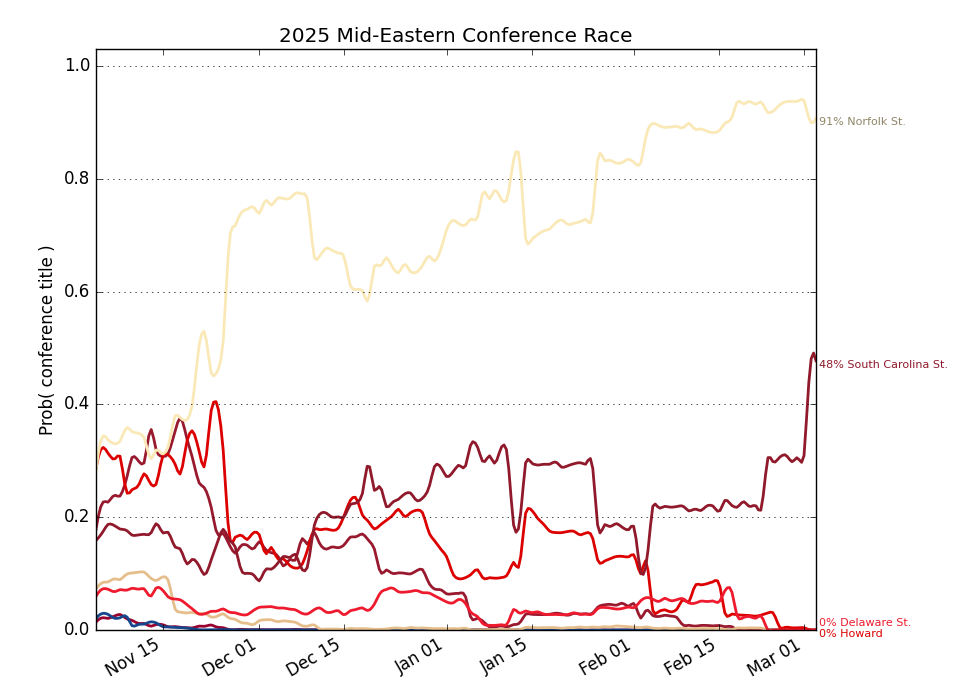 2025 Mid-Eastern Conference Race
Prob( conference title )
1.0
0.8
0.6
0.4
0.2
0.0
Nov 15
Dec 01
Dec 15
Jan 01
Jan 15
Feb 01
Feb 15
Mar 01
91% Norfolk St.
48% South Carolina St.
0% Delaware St.
0% Howard